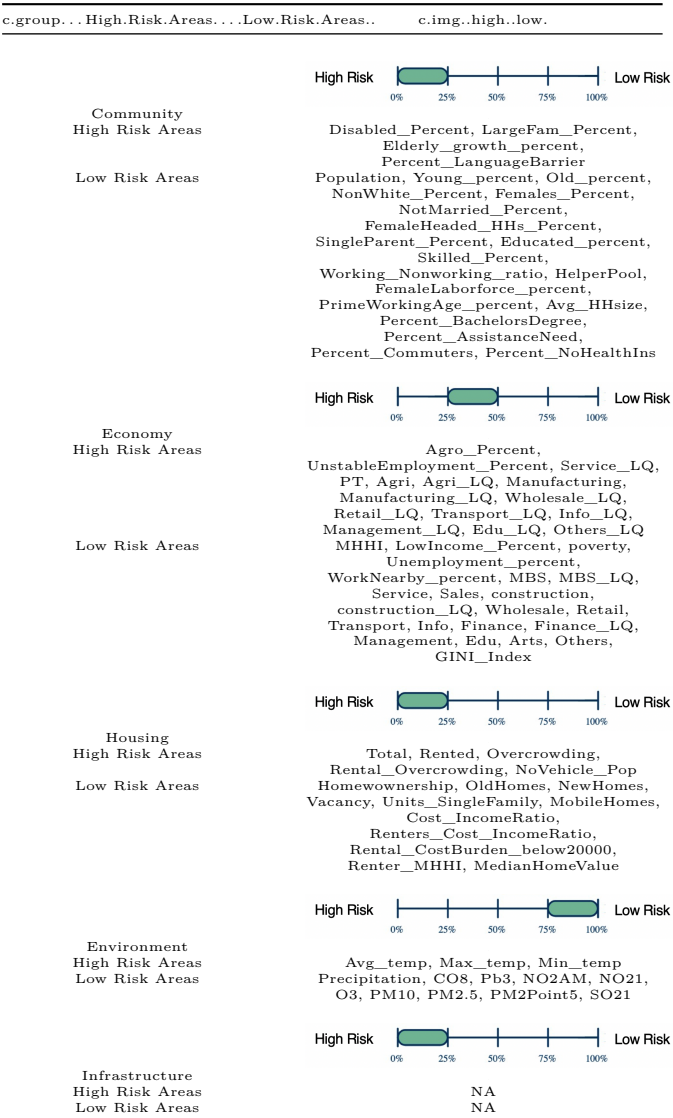 c.group...High.Risk.Areas....Low.Risk.Areas.. c.img..high..low.
High Risk Low Risk
0% 25% 50% 75% 100%
Community
High Risk Areas Disabled_Percent, LargeFam_Percent,
Elderly_growth_percent,
Percent_LanguageBarrier
Low Risk Areas Population, Young_percent, Old_percent,
NonWhite_Percent, Females_Percent,
NotMarried_Percent,
FemaleHeaded_HHs_Percent,
SingleParent_Percent, Educated_percent,
Skilled_Percent,
Working_Nonworking_ratio, HelperPool,
FemaleLaborforce_percent,
PrimeWorkingAge_percent, Avg_HHsize,
Percent_BachelorsDegree,
Percent_AssistanceNeed,
Percent_Commuters, Percent_NoHealthIns
High Risk Low Risk
0% 25% 50% 75% 100%
Economy
High Risk Areas Agro_Percent,
UnstableEmployment_Percent, Service_LQ,
PT, Agri, Agri_LQ, Manufacturing,
Manufacturing_LQ, Wholesale_LQ,
Retail_LQ, Transport_LQ, Info_LQ,
Management_LQ, Edu_LQ, Others_LQ
Low Risk Areas MHHI, LowIncome_Percent, poverty,
Unemployment_percent,
WorkNearby_percent, MBS, MBS_LQ,
Service, Sales, construction,
construction_LQ, Wholesale, Retail,
Transport, Info, Finance, Finance_LQ,
Management, Edu, Arts, Others,
GINI_Index
High Risk Low Risk
0% 25% 50% 75% 100%
Housing
High Risk Areas Total, Rented, Overcrowding,
Rental_Overcrowding, NoVehicle_Pop
Low Risk Areas Homewownership, OldHomes, NewHomes,
Vacancy, Units_SingleFamily, MobileHomes,
Cost_IncomeRatio,
Renters_Cost_IncomeRatio,
Rental_CostBurden_below20000,
Renter_MHHI, MedianHomeValue
High Risk Low Risk
0% 25% 50% 75% 100%
Environment
High Risk Areas Avg_temp, Max_temp, Min_temp
Low Risk Areas Precipitation, CO8, Pb3, NO2AM, NO21,
O3, PM10, PM2.5, PM2Point5, SO21
High Risk Low Risk
0% 25% 50% 75% 100%
Infrastructure
High Risk Areas NA
Low Risk Areas NA